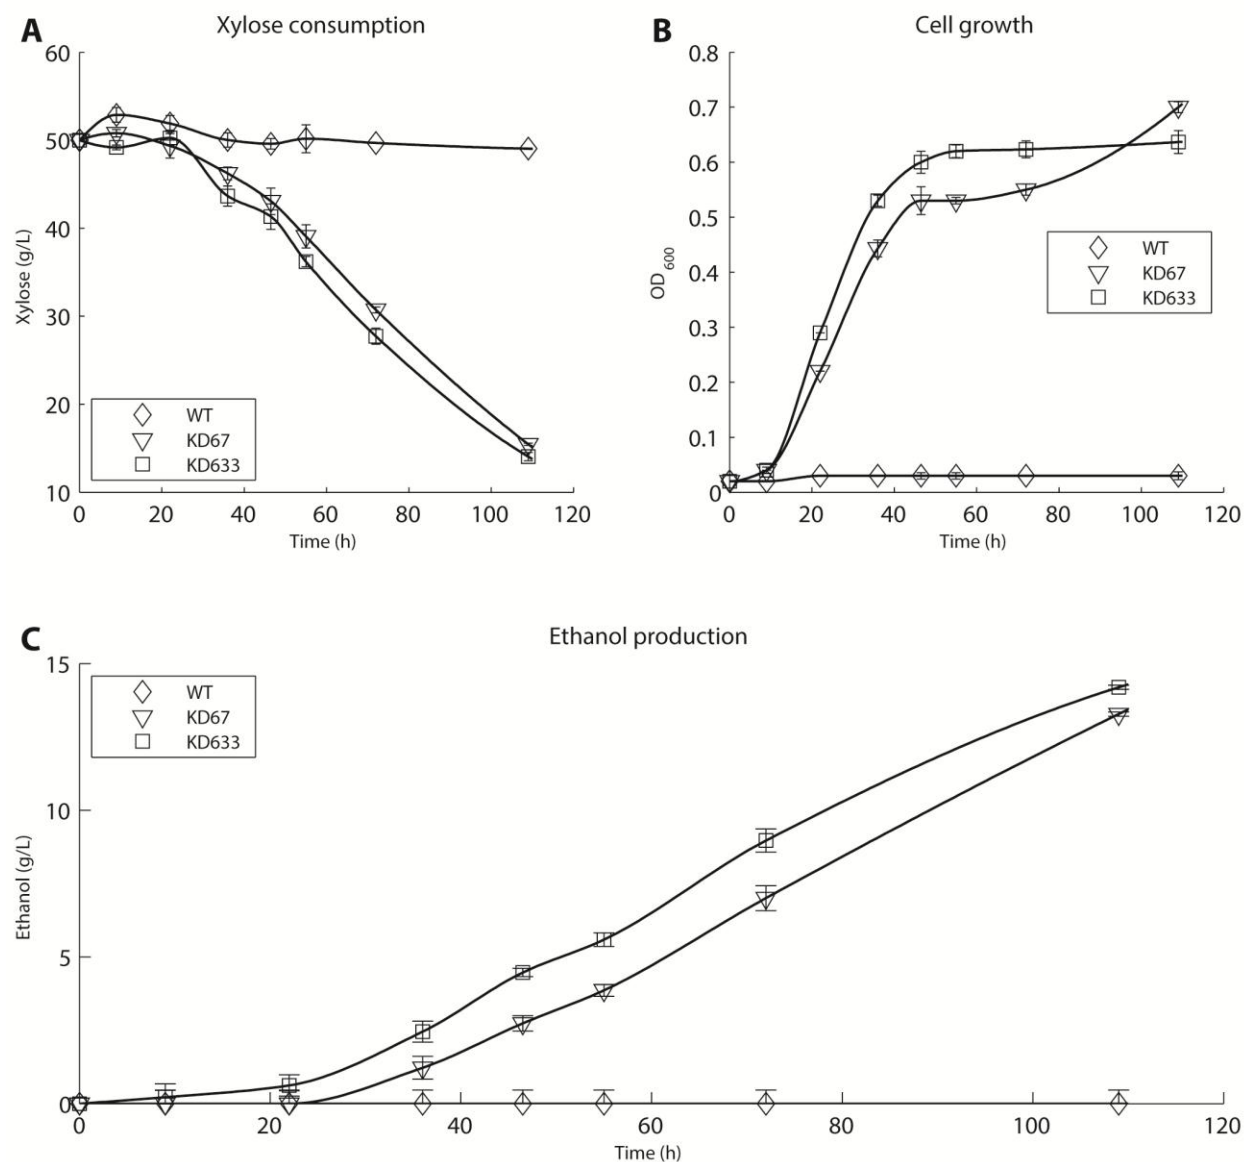 A
Xylose consumption
60
50
40
30
20
10
Xylose (g/L)
WT
KD67
KD633
0
20
40
60
80
100
120
Time (h)
B
Cell growth
0.8
0.7
0.6
0.5
0.4
0.3
0.2
0.1
0
OD600
WT
KD67
KD633
0
20
40
60
80
100
120
Time (h)
C
Ethanol production
15
10
5
0
Ethanol (g/L)
WT
KD67
KD633
0
20
40
60
80
100
120
Time (h)